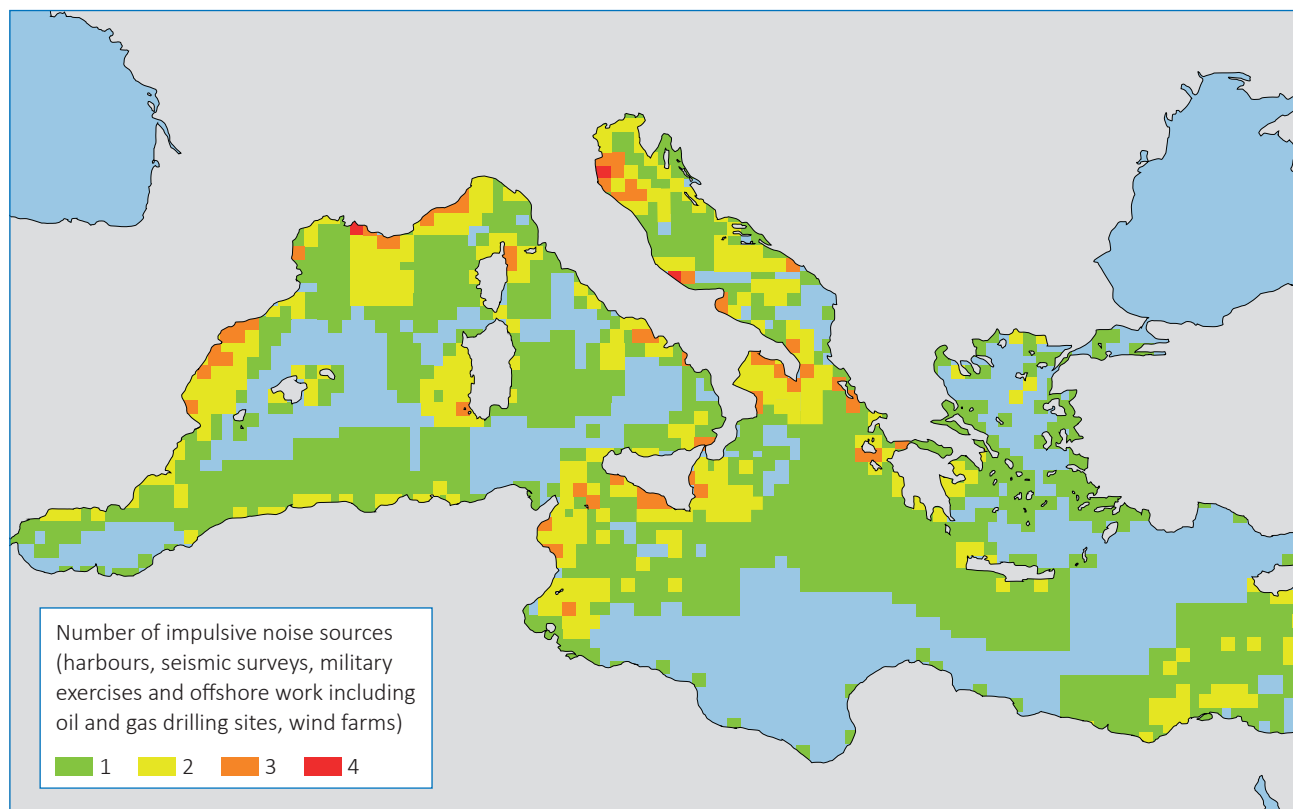 Number of impulsive noise sources
(harbours, seismic surveys, military
exercises and offshore work including
oil and gas drilling sites, wind farms)
1 2 3 4